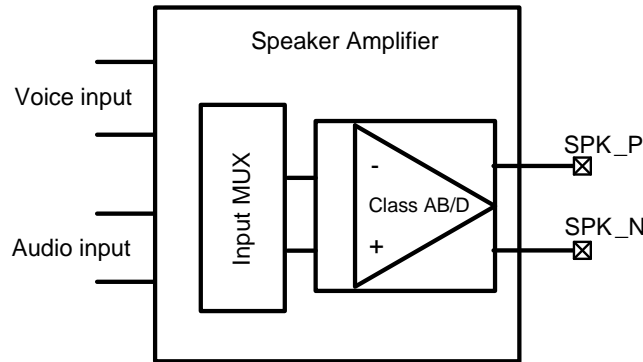 Speaker Amplifier
Voice input
Input MUX
-
Class AB/D
+
SPK_P
SPK_N
Audio input